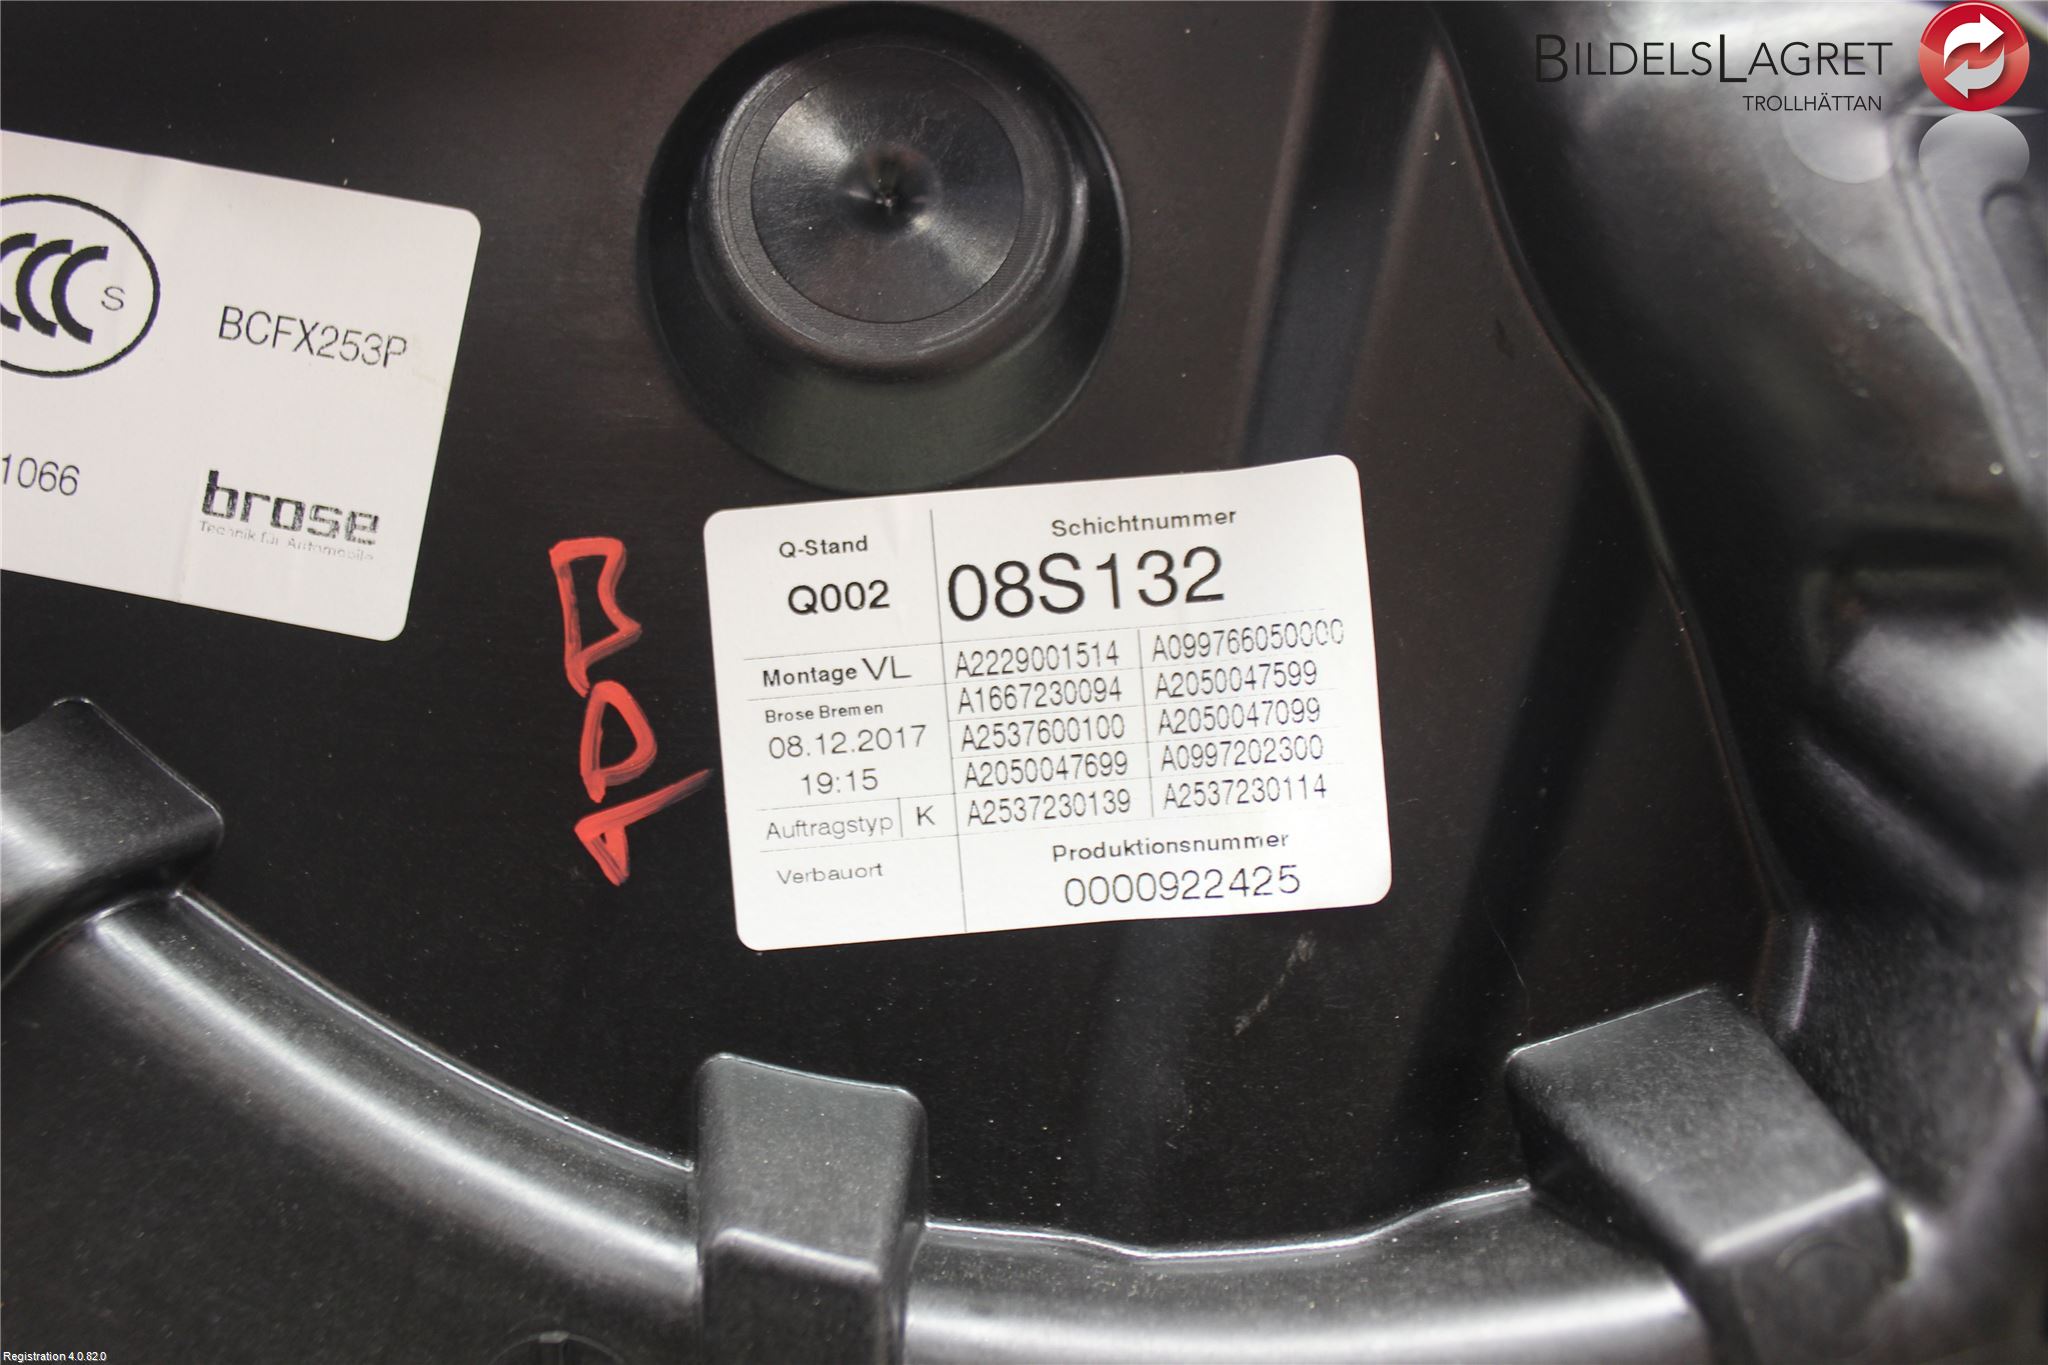 BILDELSLAGRET
TROLLHÄTTAN
CCC S
BCFX253P
1066
brose
Technik für Automobile
Q-Stand
Q002
Schichtnummer
08S132
Montage VL
Brose Bremen
08.12.2017
19:15
Auftragstyp K
Verbauort
A2229001514 A099766050000
A1667230094 A2050047599
A2537600100 A2050047099
A2050047699 A0997202300
A2537230139 A2537230114
Produktionsnummer
0000922425
Registration 4.0.82.0